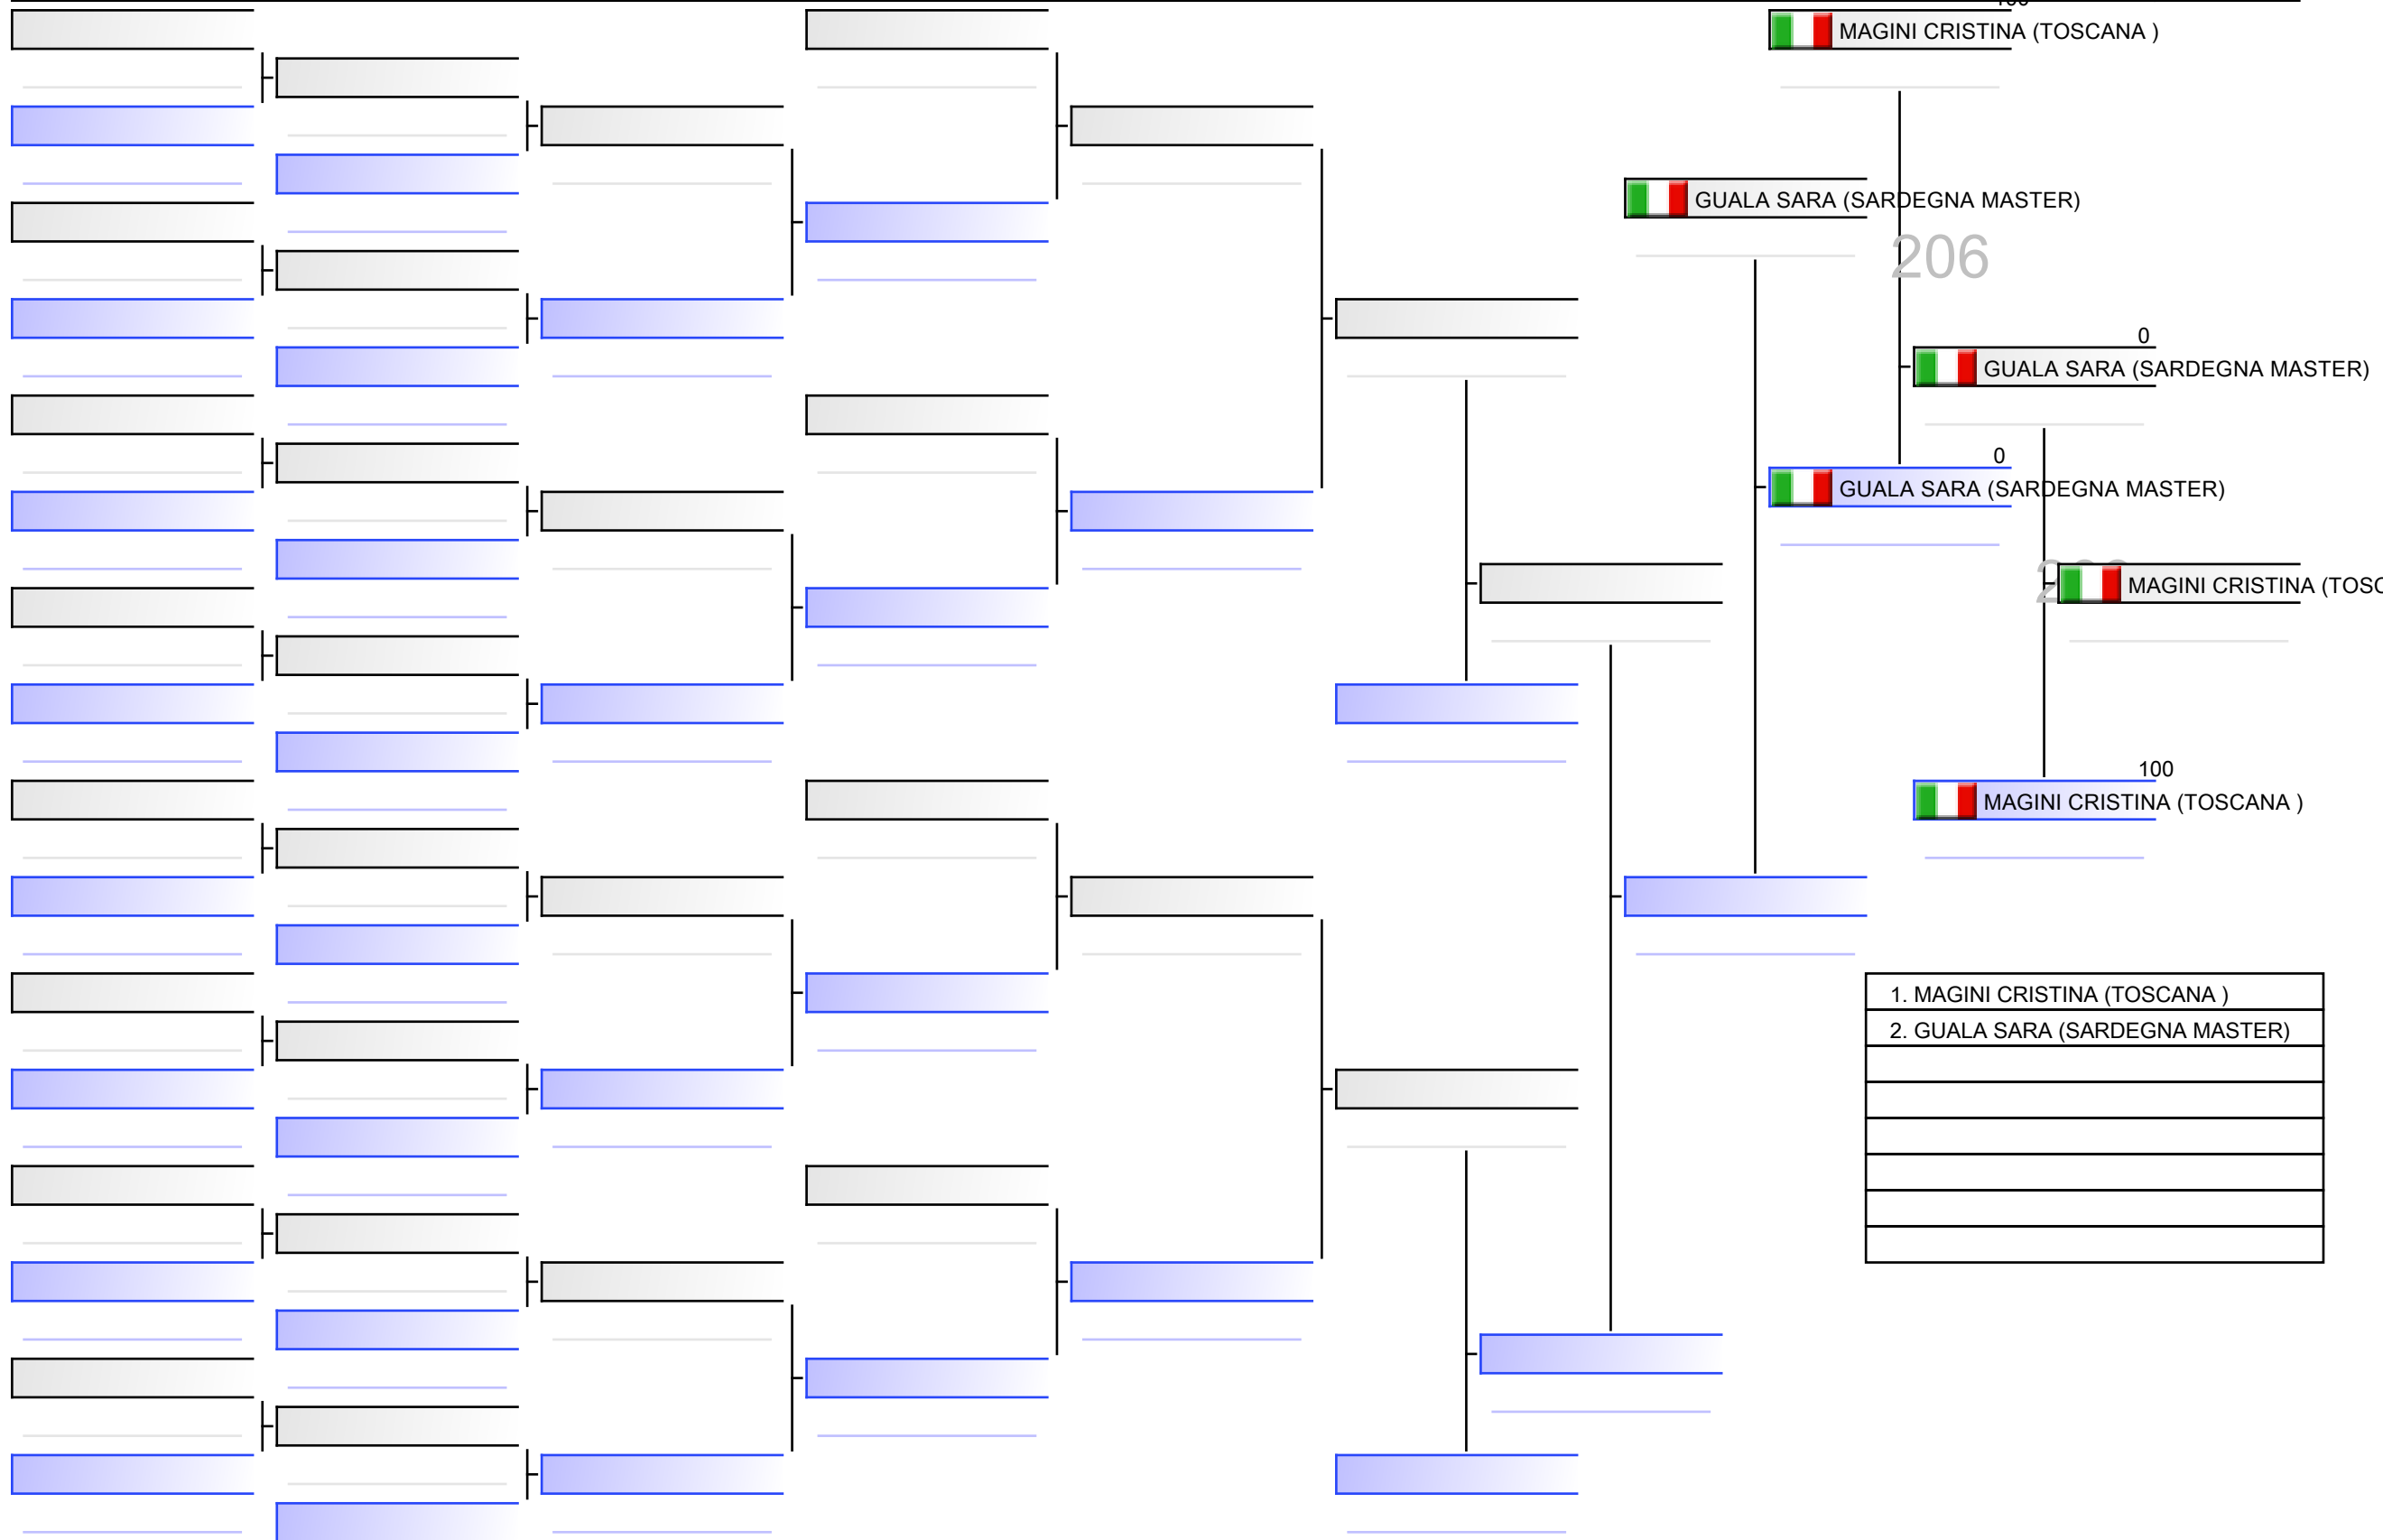 MAGINI CRISTINA (TOSCANA )
GUALA SARA (SARDEGNA MASTER)
206
0
GUALA SARA (SARDEGNA MASTER)
0
GUALA SARA (SARDEGNA MASTER)
MAGINI CRISTINA
100
MAGINI CRISTINA (TOSCANA )
1. MAGINI CRISTINA (TOSCANA )
2. GUALA SARA (SARDEGNA MASTER)